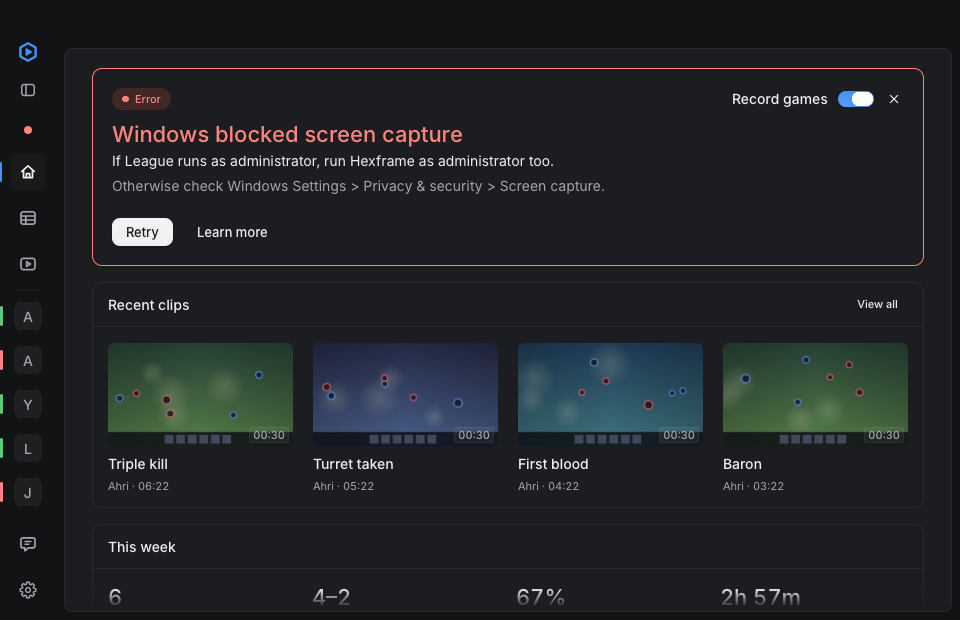 Error
Record games
Windows blocked screen capture
If League runs as administrator, run Hexframe as administrator too.
Otherwise check Windows Settings > Privacy & security > Screen capture.
Retry
Learn more
Recent clips
View all
00:30
00:30
00:30
00:30
Triple kill
Turret taken
First blood
Baron
Ahri · 06:22
Ahri · 05:22
Ahri · 04:22
Ahri · 03:22
This week
6
4–2
67%
2h 57m
A
A
Y
L
J